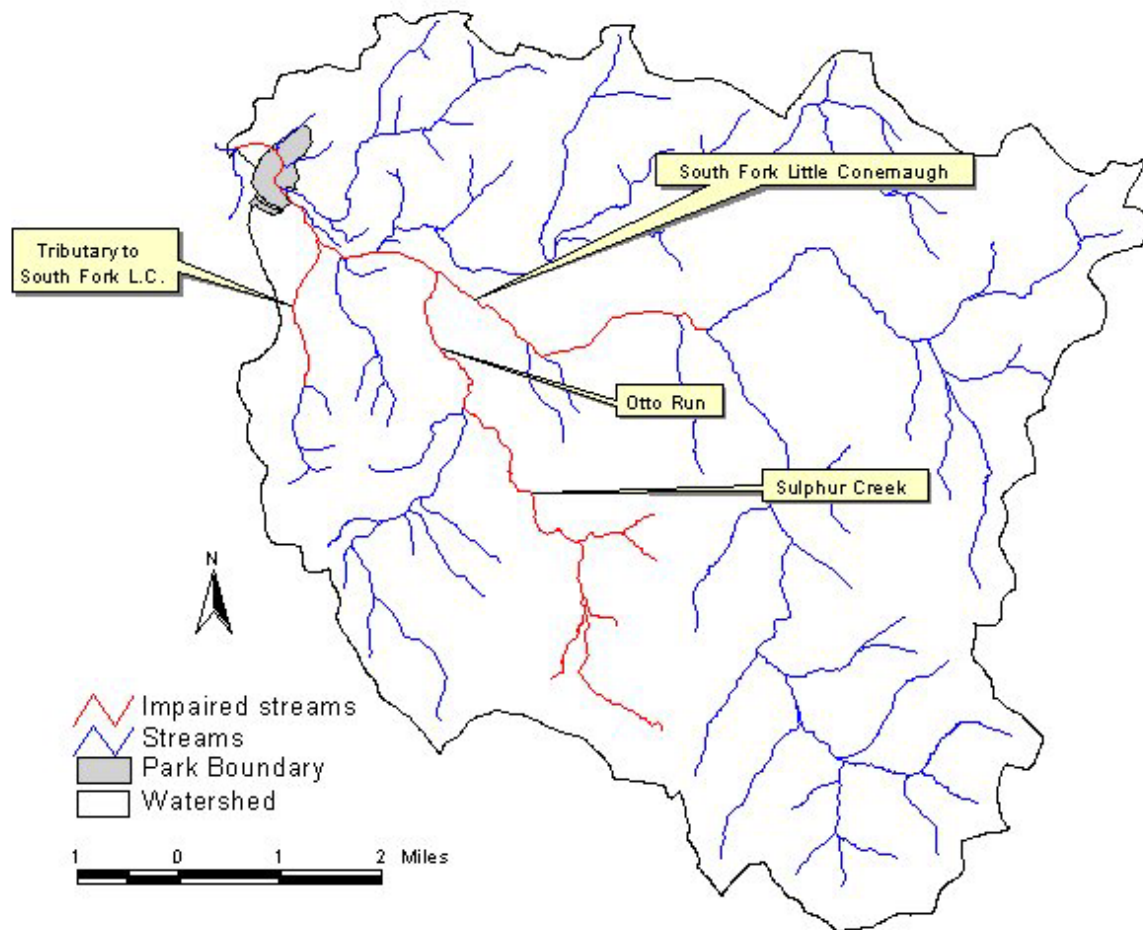 South Fork Little Conemaugh
Tributary to
South Fork L.C.
Otto Run
Sulphur Creek
N
Impaired streams
Streams
Park Boundary
Watershed
1 0 1 2 Miles